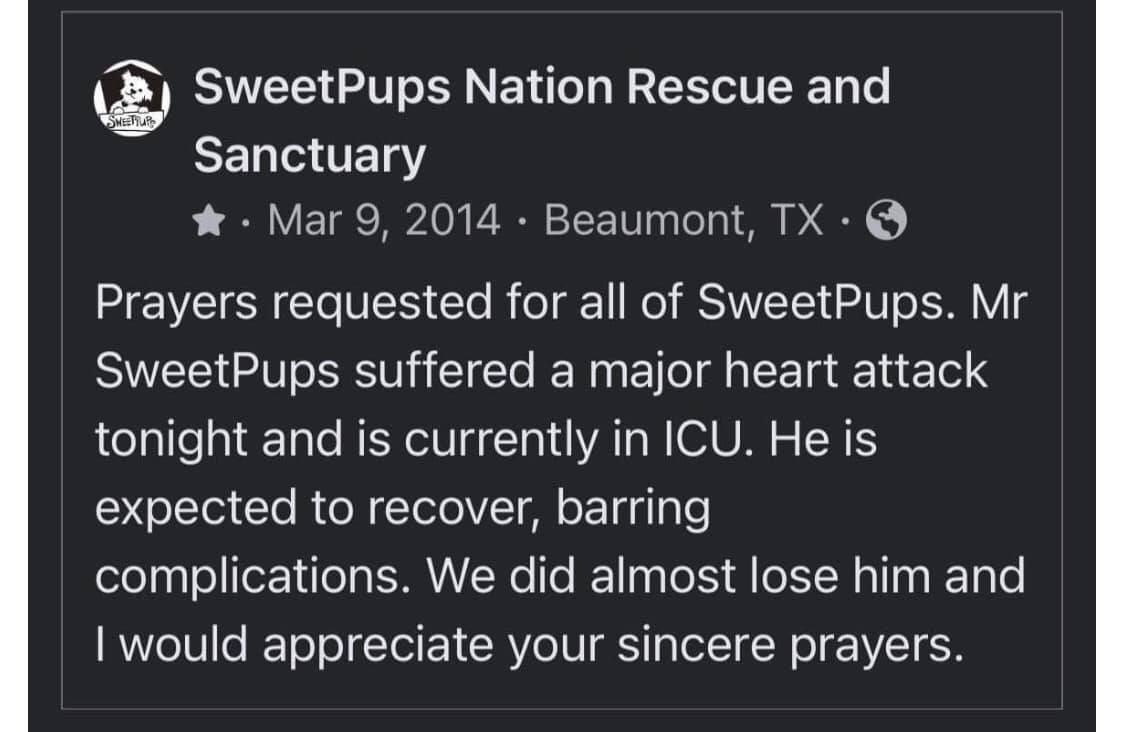 SWEETPUPS
SweetPups Nation Rescue and
Sanctuary
· Mar 9, 2014 · Beaumont, TX ·
Prayers requested for all of SweetPups. Mr
SweetPups suffered a major heart attack
tonight and is currently in ICU. He is
expected to recover, barring
complications. We did almost lose him and
I would appreciate your sincere prayers.